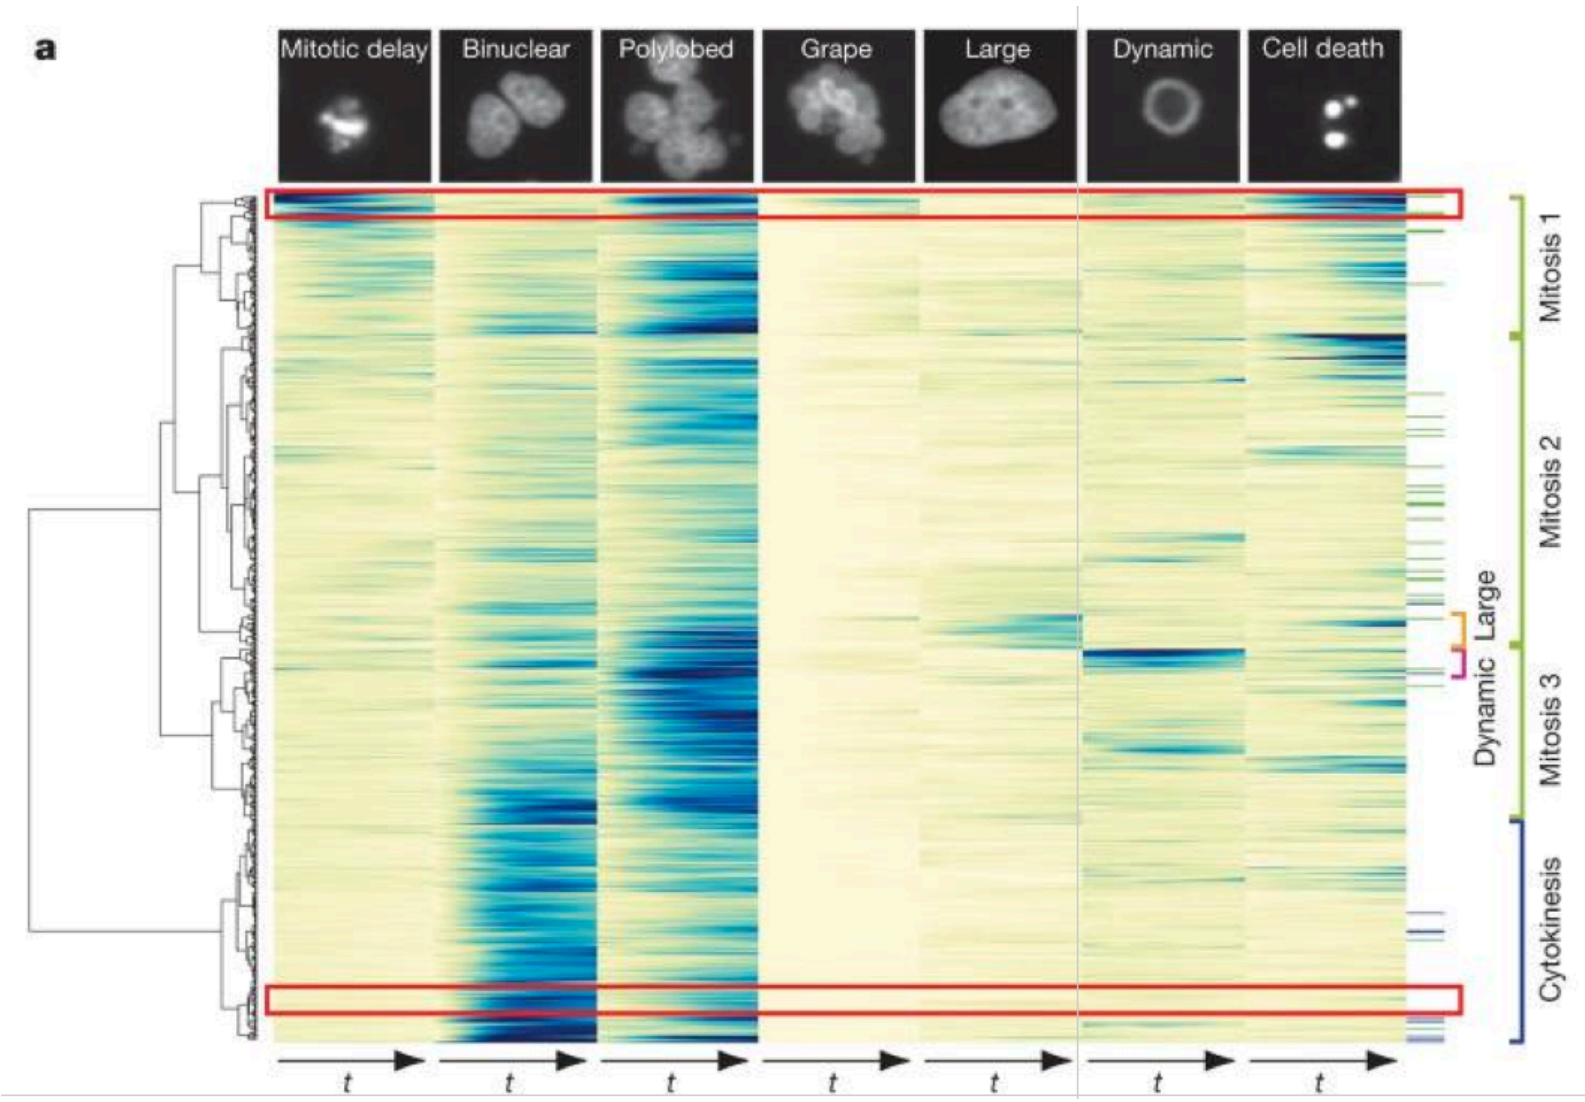 a
Mitotic delay
Binuclear
Polylobed
Grape
Large
Dynamic
Cell death
Mitosis 1
Mitosis 2
Large
Dynamic
Mitosis 3
Cytokinesis
t
t
t
t
t
t
t